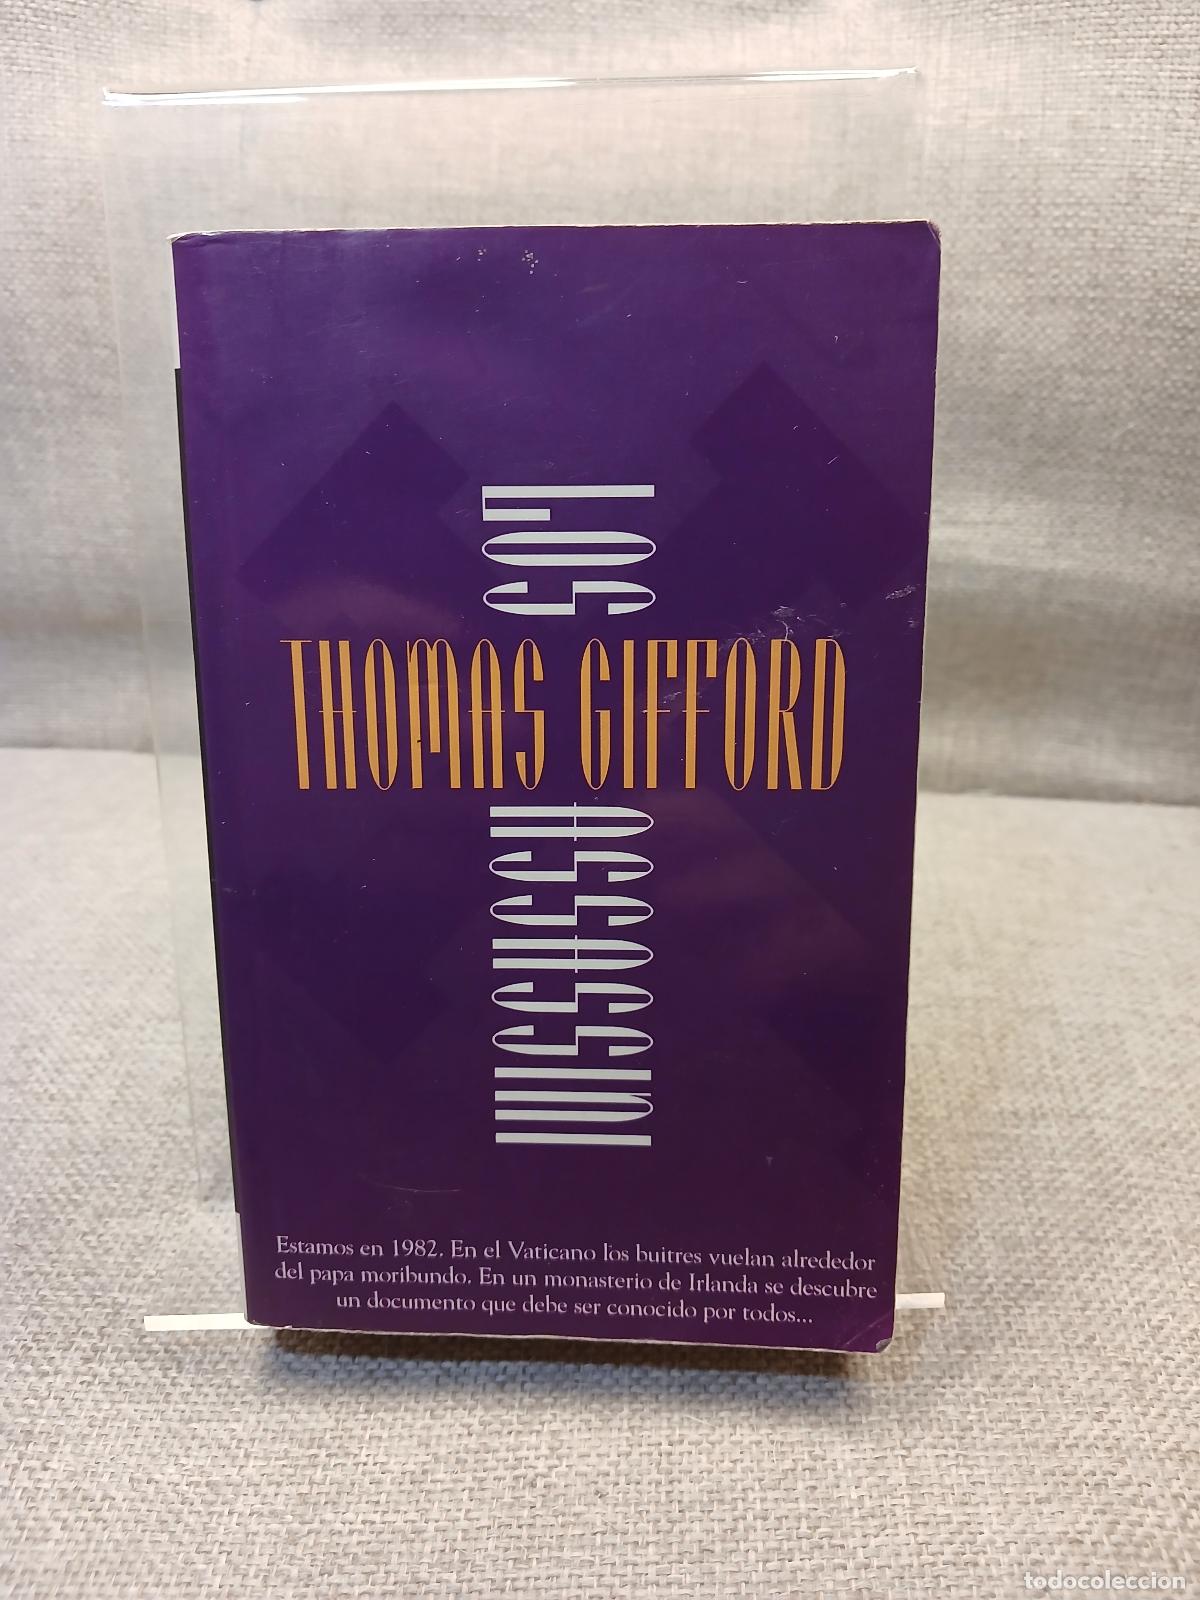 LOS
THOMAS GIFFORD
ASSASSINI
Estamos en 1982. En el Vaticano los buitres vuelan alrededor
del papa moribundo. En un monasterio de Irlanda se descubre
un documento que debe ser conocido por todos...
todocoleccion